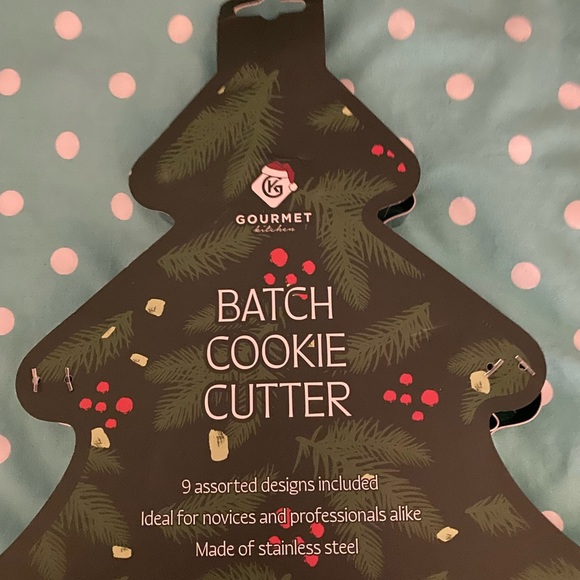 KG
GOURMET
kitchen
BATCH
COOKIE
CUTTER
9 assorted designs included
Ideal for novices and professionals alike
Made of stainless steel